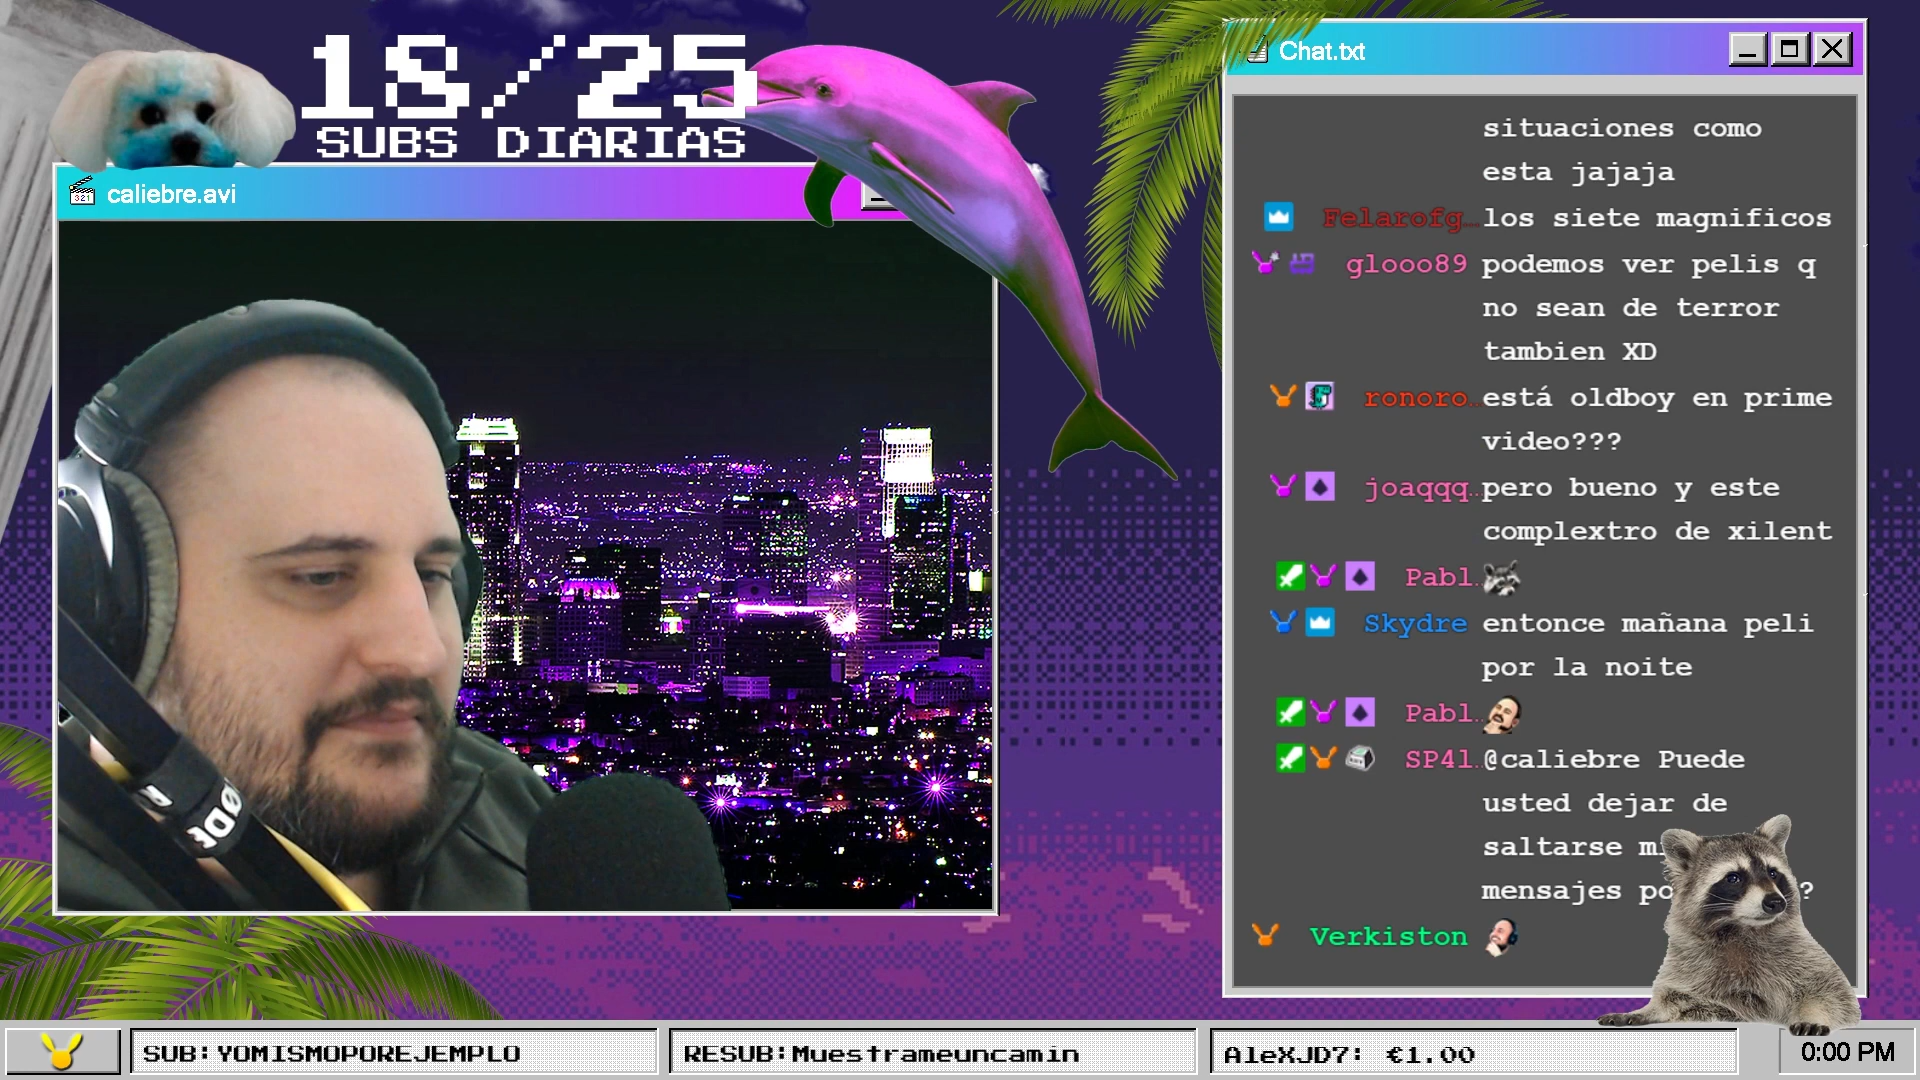 18/25
SUBS DIARIAS
caliebre.avi
Chat.txt
situaciones como
esta jajaja
Felarofg… los siete magnificos
glooo89 podemos ver pelis q
no sean de terror
tambien XD
ronoro… está oldboy en prime
video???
joaqqq… pero bueno y este
complextro de xilent
Pabl…
Skydre entonce mañana peli
por la noite
Pabl…
SP4l… @caliebre Puede
usted dejar de
saltarse
mensajes ?
Verkiston
SUB:YOMISMOPOREJEMPLO
RESUB:Muestrameuncamin
AleXJD7: €1.00
0:00 PM